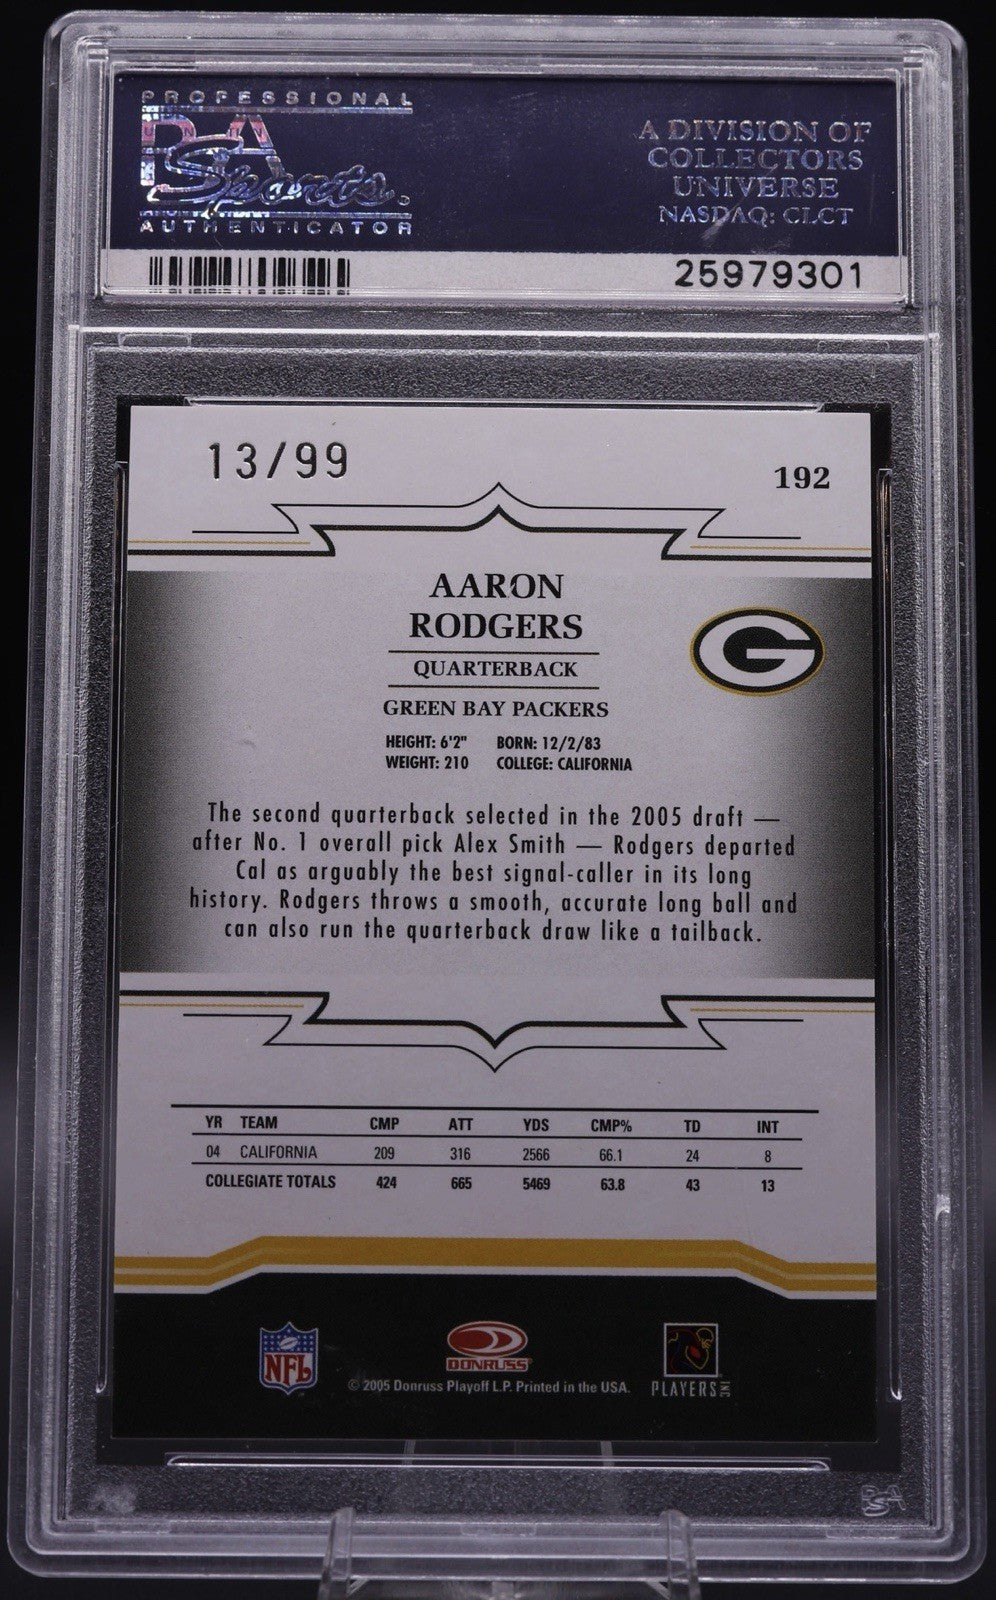 PROFESSIONAL
PSA
Sports
AUTHENTICATOR
A DIVISION OF
COLLECTORS
UNIVERSE
NASDAQ: CLCT
25979301
13/99
192
AARON
RODGERS
QUARTERBACK
GREEN BAY PACKERS
G
HEIGHT: 6'2" BORN: 12/2/83
WEIGHT: 210 COLLEGE: CALIFORNIA
The second quarterback selected in the 2005 draft —
after No. 1 overall pick Alex Smith — Rodgers departed
Cal as arguably the best signal-caller in its long
history. Rodgers throws a smooth, accurate long ball and
can also run the quarterback draw like a tailback.
YR TEAM CMP ATT YDS CMP% TD INT
04 CALIFORNIA 209 316 2566 66.1 24 8
COLLEGIATE TOTALS 424 665 5469 63.8 43 13
NFL
DONRUSS
PLAYERS INC
© 2005 Donruss Playoff L.P. Printed in the USA.
PSA